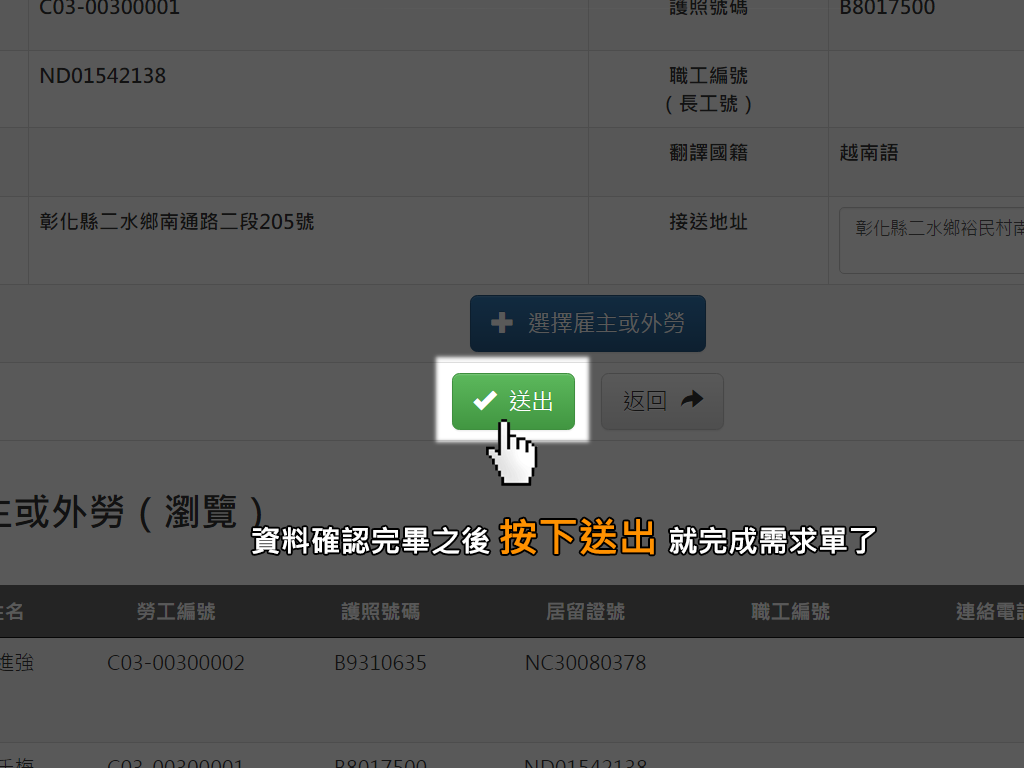 C03-00300001 護照號碼 B8017500
ND01542138 職工編號
( 長工號 )
翻譯國籍 越南語
彰化縣二水鄉南通路二段205號 接送地址 彰化縣二水鄉裕民村南
選擇雇主或外勞
送出 返回
或外勞 ( 瀏覽 )
資料確認完畢之後 按下送出 就完成需求單了
名 勞工編號 護照號碼 居留證號 職工編號 連絡電話
進強 C03-00300002 B9310635 NC30080378
C03-00300001 B8017500 ND01542138